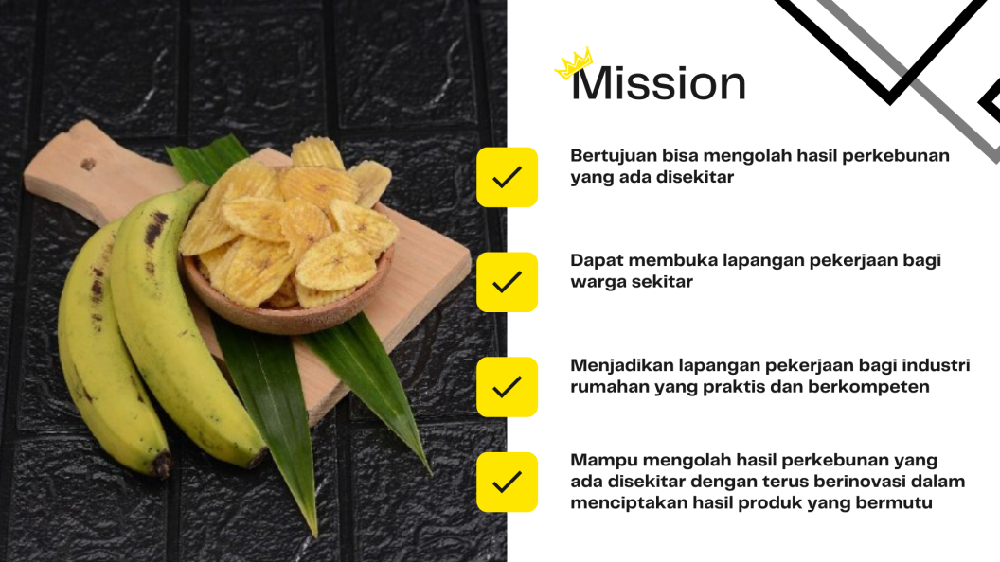 Mission
Bertujuan bisa mengolah hasil perkebunan
yang ada disekitar
Dapat membuka lapangan pekerjaan bagi
warga sekitar
Menjadikan lapangan pekerjaan bagi industri
rumahan yang praktis dan berkompeten
Mampu mengolah hasil perkebunan yang
ada disekitar dengan terus berinovasi dalam
menciptakan hasil produk yang bermutu